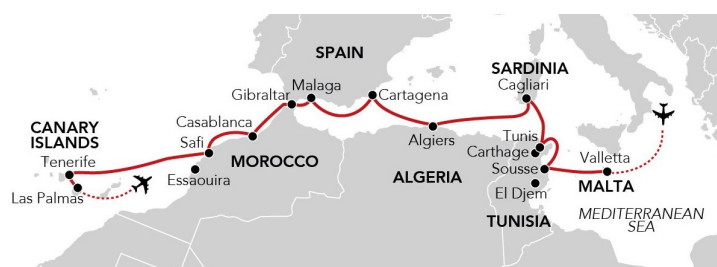 SPAIN
SARDINIA
Cagliari
Malaga
Gibraltar
Cartagena
Casablanca
CANARY
ISLANDS
Safi
Algiers
Tunis
Tenerife
MOROCCO
Carthage
Valletta
Essaouira
ALGERIA
Sousse
MALTA
Las Palmas
El Djem
TUNISIA
MEDITERRANEAN
SEA